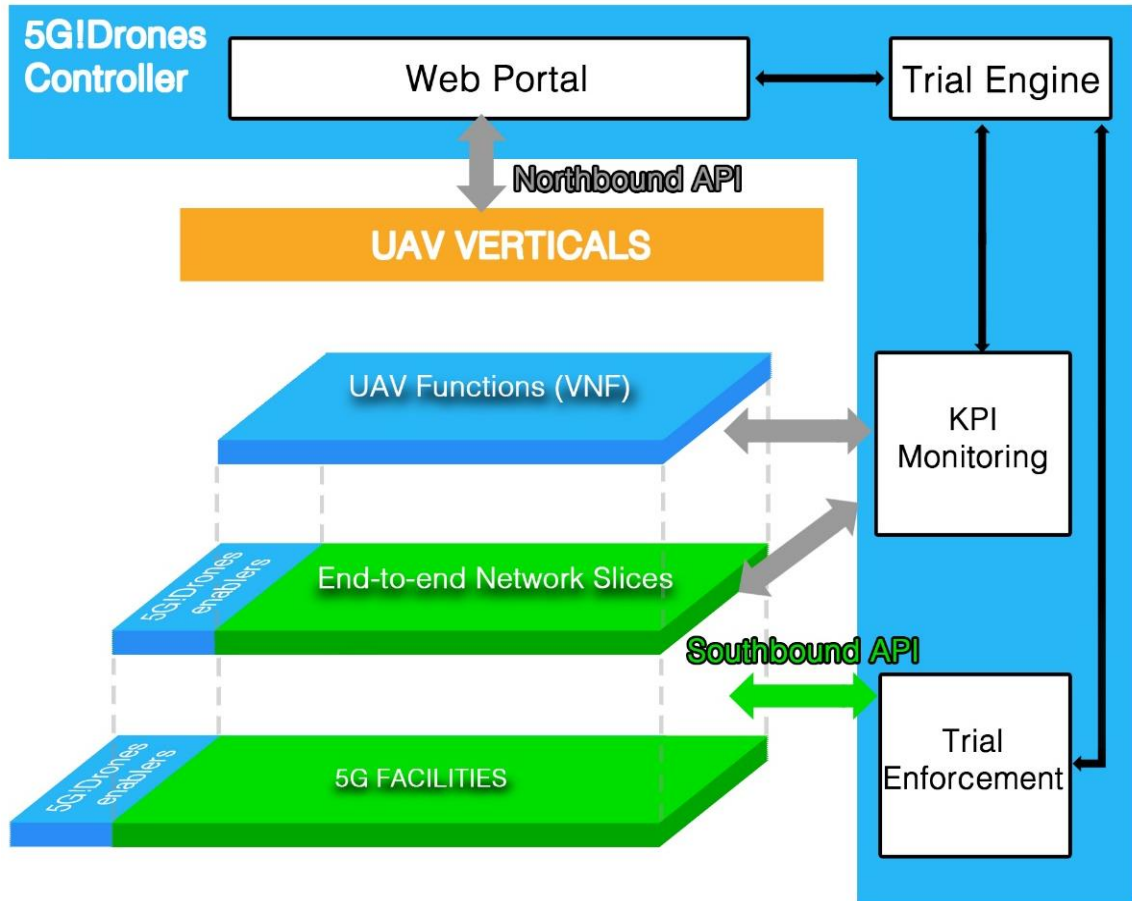 5G!Drones
Controller
Web Portal
Trial Engine
Northbound API
UAV VERTICALS
UAV Functions (VNF)
KPI
Monitoring
5G!Drones
enablers
End-to-end Network Slices
Southbound API
Trial
Enforcement
5G!Drones
enablers
5G FACILITIES